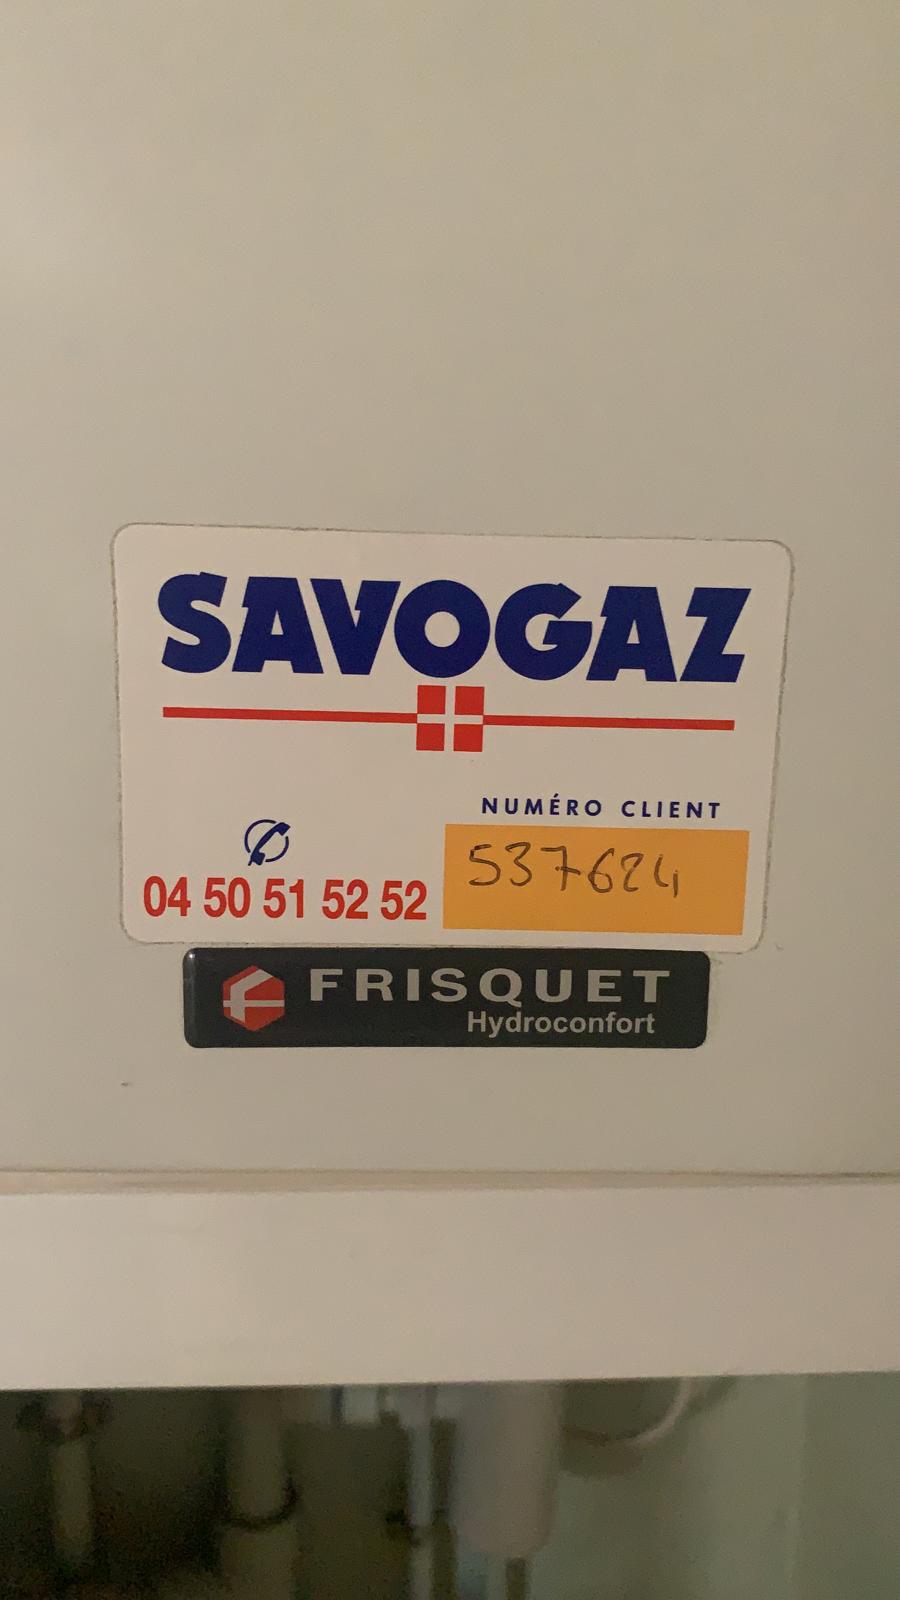 SAVOGAZ
NUMÉRO CLIENT
537624
04 50 51 52 52
FRISQUET
Hydroconfort